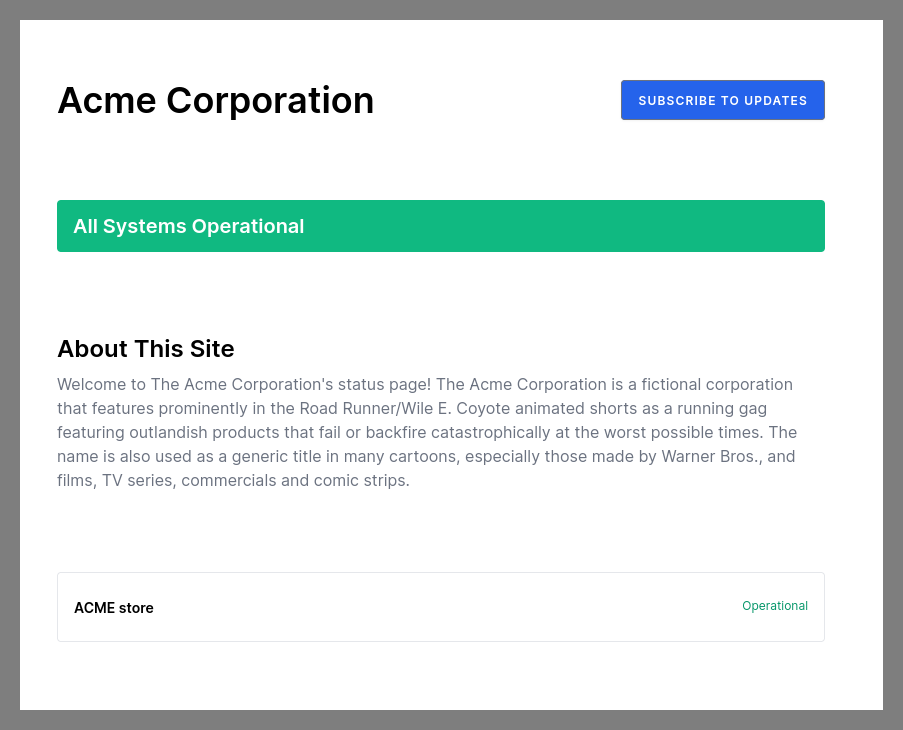 Acme Corporation
SUBSCRIBE TO UPDATES
All Systems Operational
About This Site
Welcome to The Acme Corporation's status page! The Acme Corporation is a fictional corporation
that features prominently in the Road Runner/Wile E. Coyote animated shorts as a running gag
featuring outlandish products that fail or backfire catastrophically at the worst possible times. The
name is also used as a generic title in many cartoons, especially those made by Warner Bros., and
films, TV series, commercials and comic strips.
ACME store
Operational